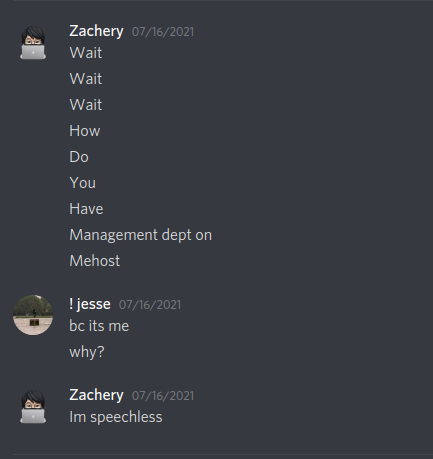 Zachery 07/16/2021
Wait
Wait
Wait
How
Do
You
Have
Management dept on
Mehost
! jesse 07/16/2021
bc its me
why?
Zachery 07/16/2021
Im speechless